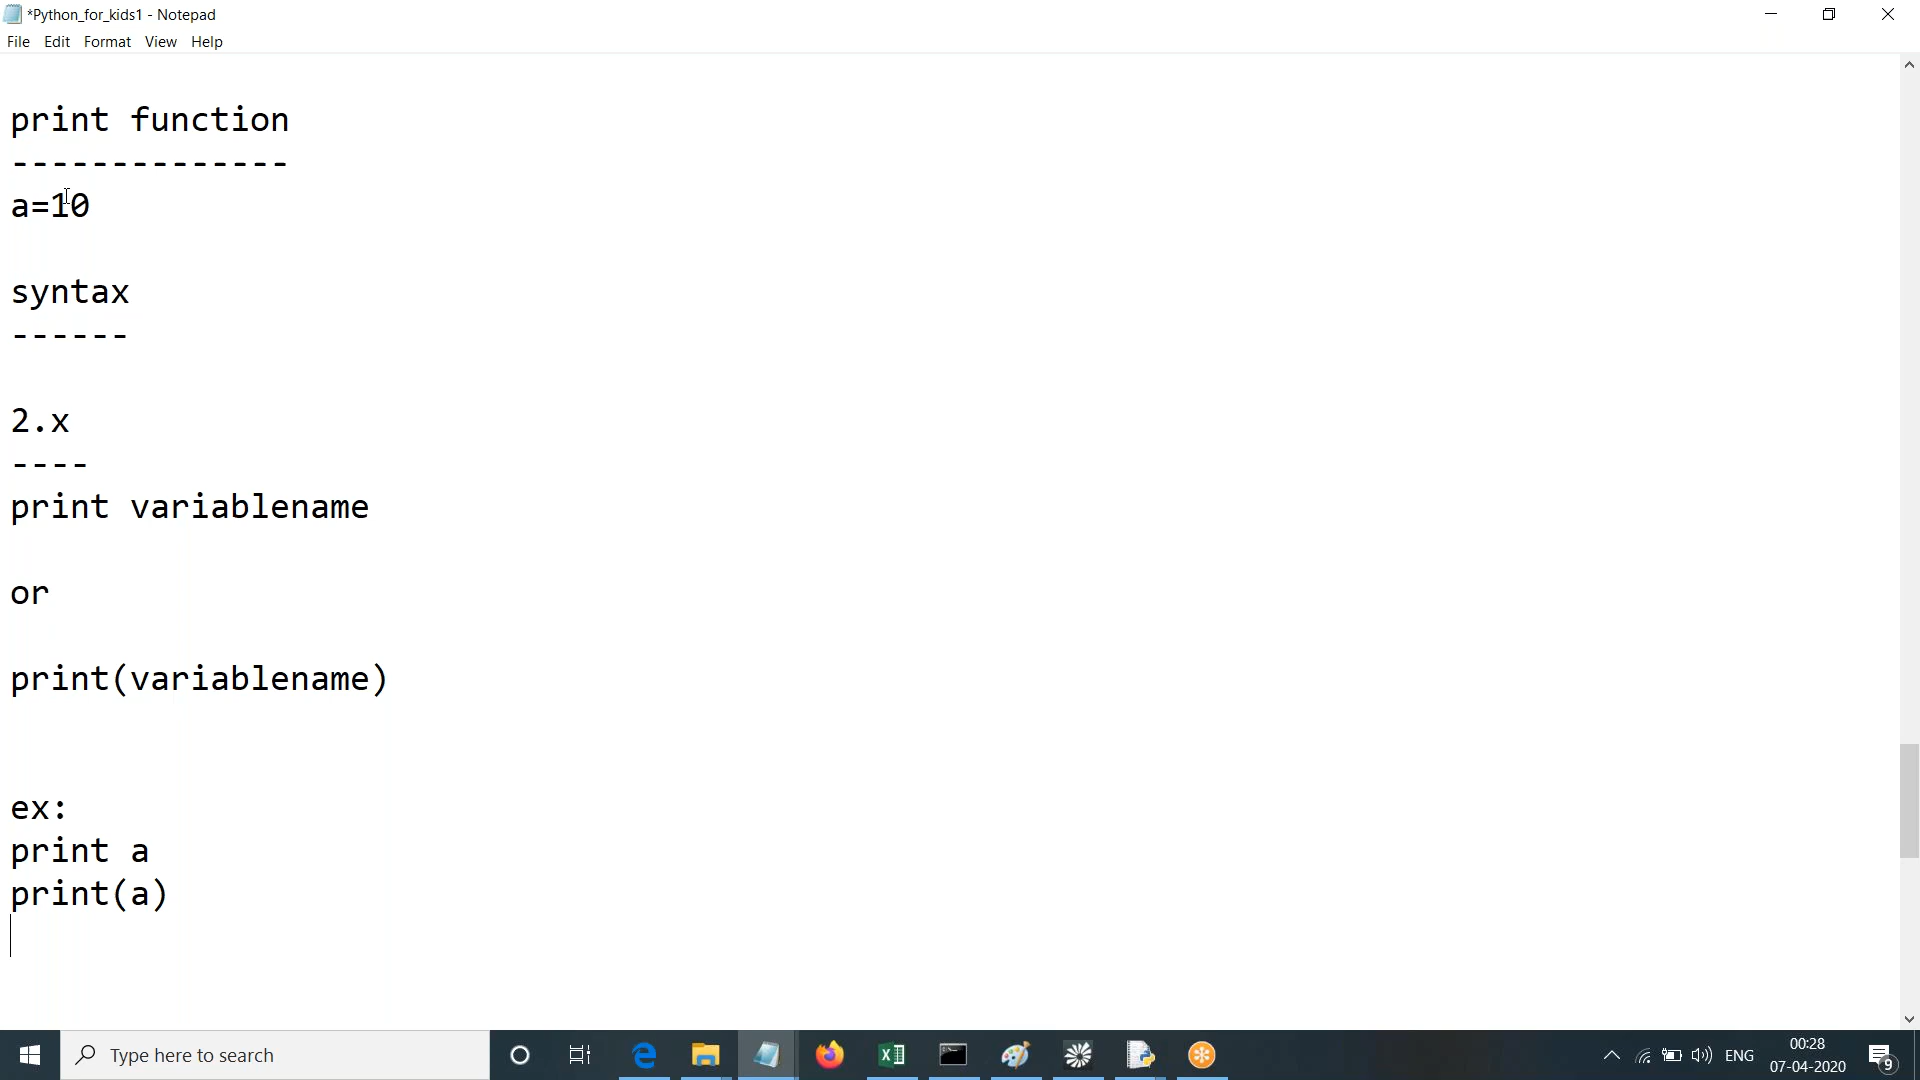 *Python_for_kids1 - Notepad
File Edit Format View Help
print function
--------------
a=10
syntax
------
2.x
----
print variablename
or
print(variablename)
ex:
print a
print(a)
Type here to search
ENG
00:28
07-04-2020
9